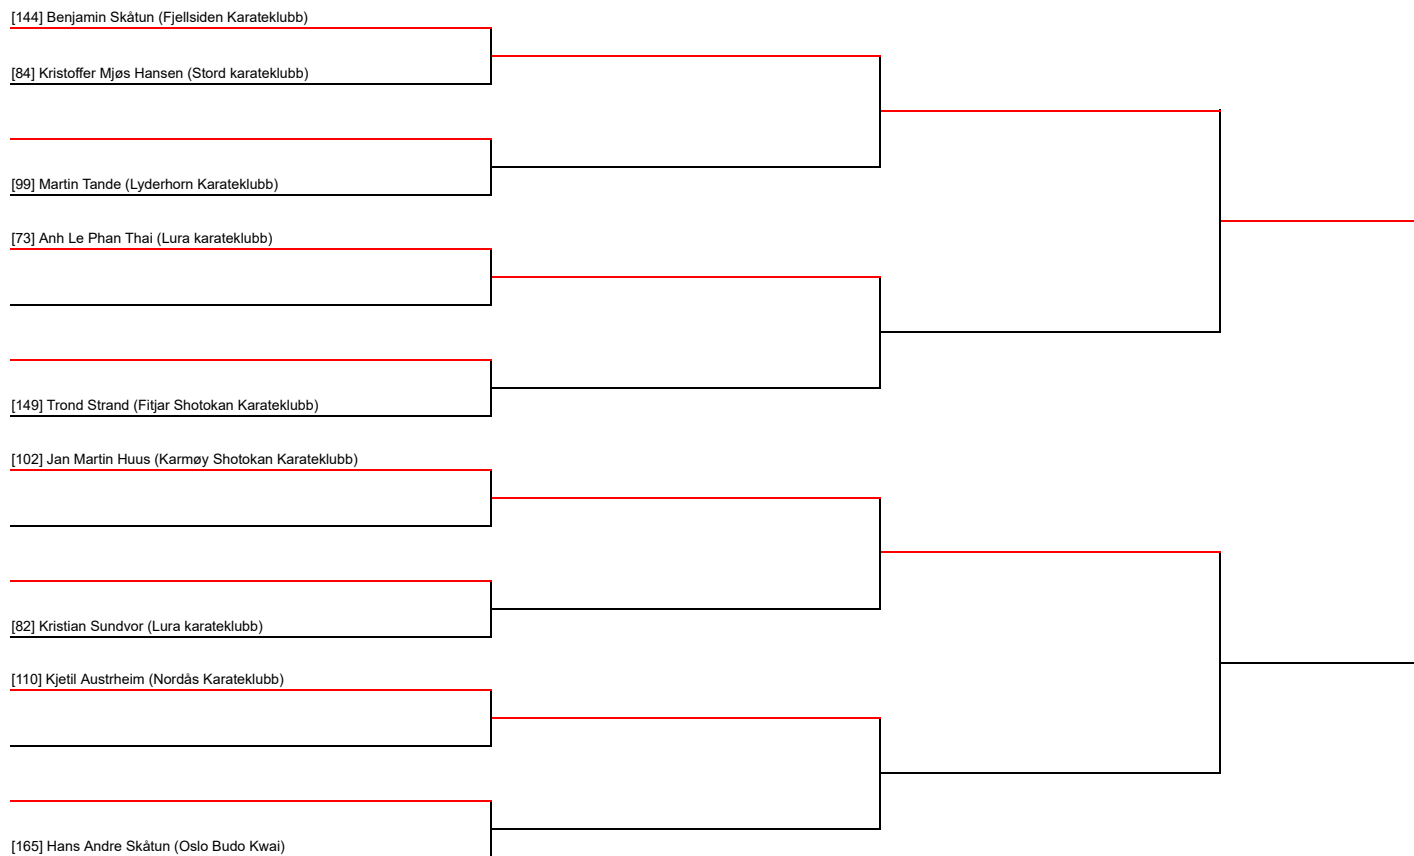 [144] Benjamin Skåtun (Fjellsiden Karateklubb)
[84] Kristoffer Mjøs Hansen (Stord karateklubb)
[99] Martin Tande (Lyderhorn Karateklubb)
[73] Anh Le Phan Thai (Lura karateklubb)
[149] Trond Strand (Fitjar Shotokan Karateklubb)
[102] Jan Martin Huus (Karmøy Shotokan Karateklubb)
[82] Kristian Sundvor (Lura karateklubb)
[110] Kjetil Austrheim (Nordås Karateklubb)
[165] Hans Andre Skåtun (Oslo Budo Kwai)